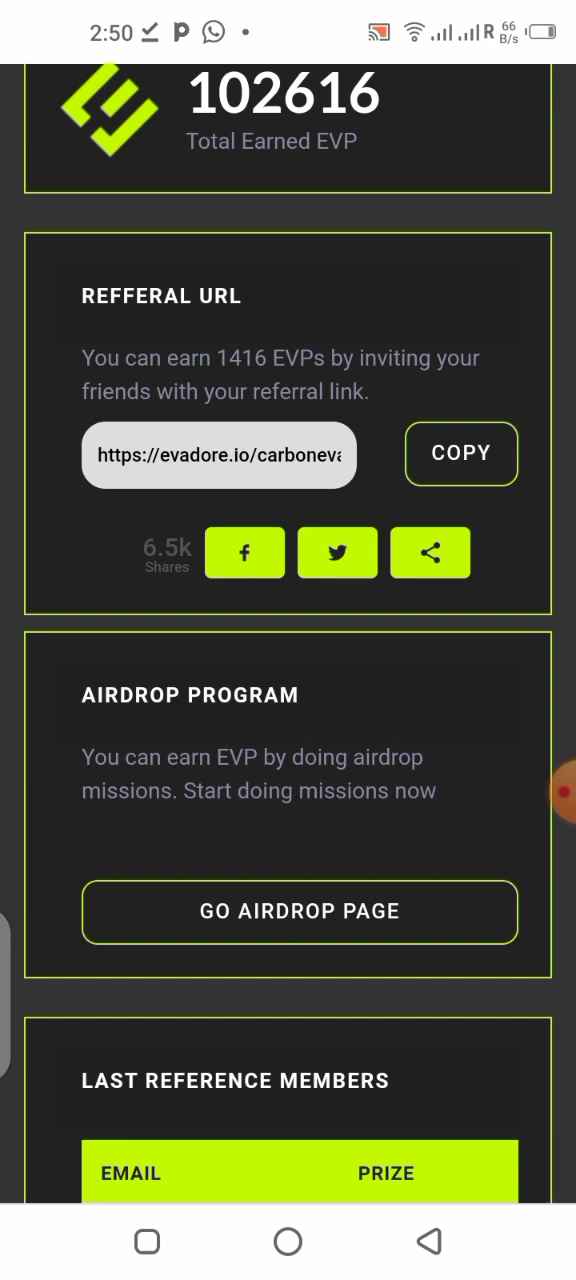 2:50
R 66 B/s
102616
Total Earned EVP
REFFERAL URL
You can earn 1416 EVPs by inviting your
friends with your referral link.
https://evadore.io/carboneva
COPY
6.5k
Shares
AIRDROP PROGRAM
You can earn EVP by doing airdrop
missions. Start doing missions now
GO AIRDROP PAGE
LAST REFERENCE MEMBERS
EMAIL PRIZE